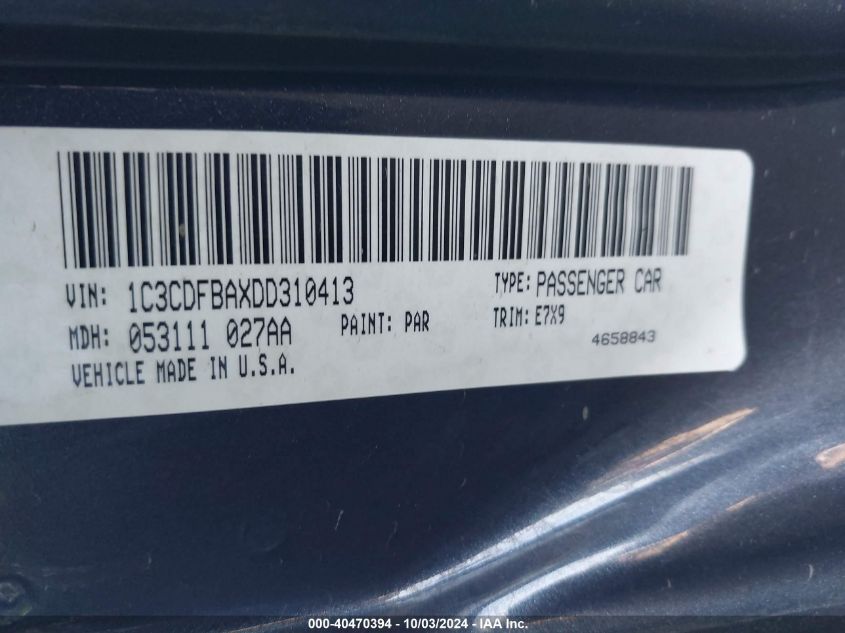 VIN: 1C3CDFBAXDD310413 TYPE: PASSENGER CAR
MDH: 053111 027AA PAINT: PAR TRIM: E7X9
VEHICLE MADE IN U.S.A. 4658843
000-40470394 - 10/03/2024 - IAA Inc.